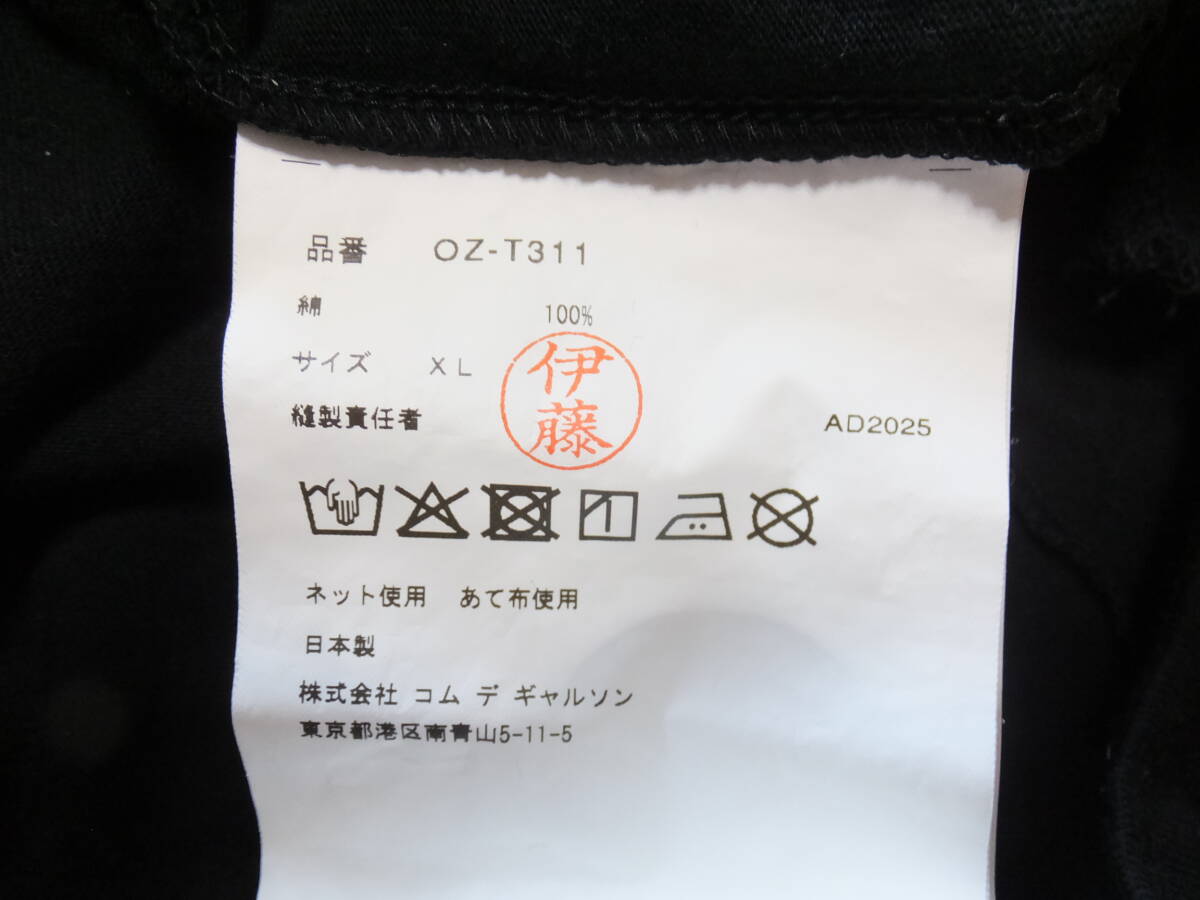 品番 OZ-T311
綿 100%
サイズ XL
伊藤
縫製責任者 AD2025
ネット使用 あて布使用
日本製
株式会社 コム デ ギャルソン
東京都港区南青山5-11-5